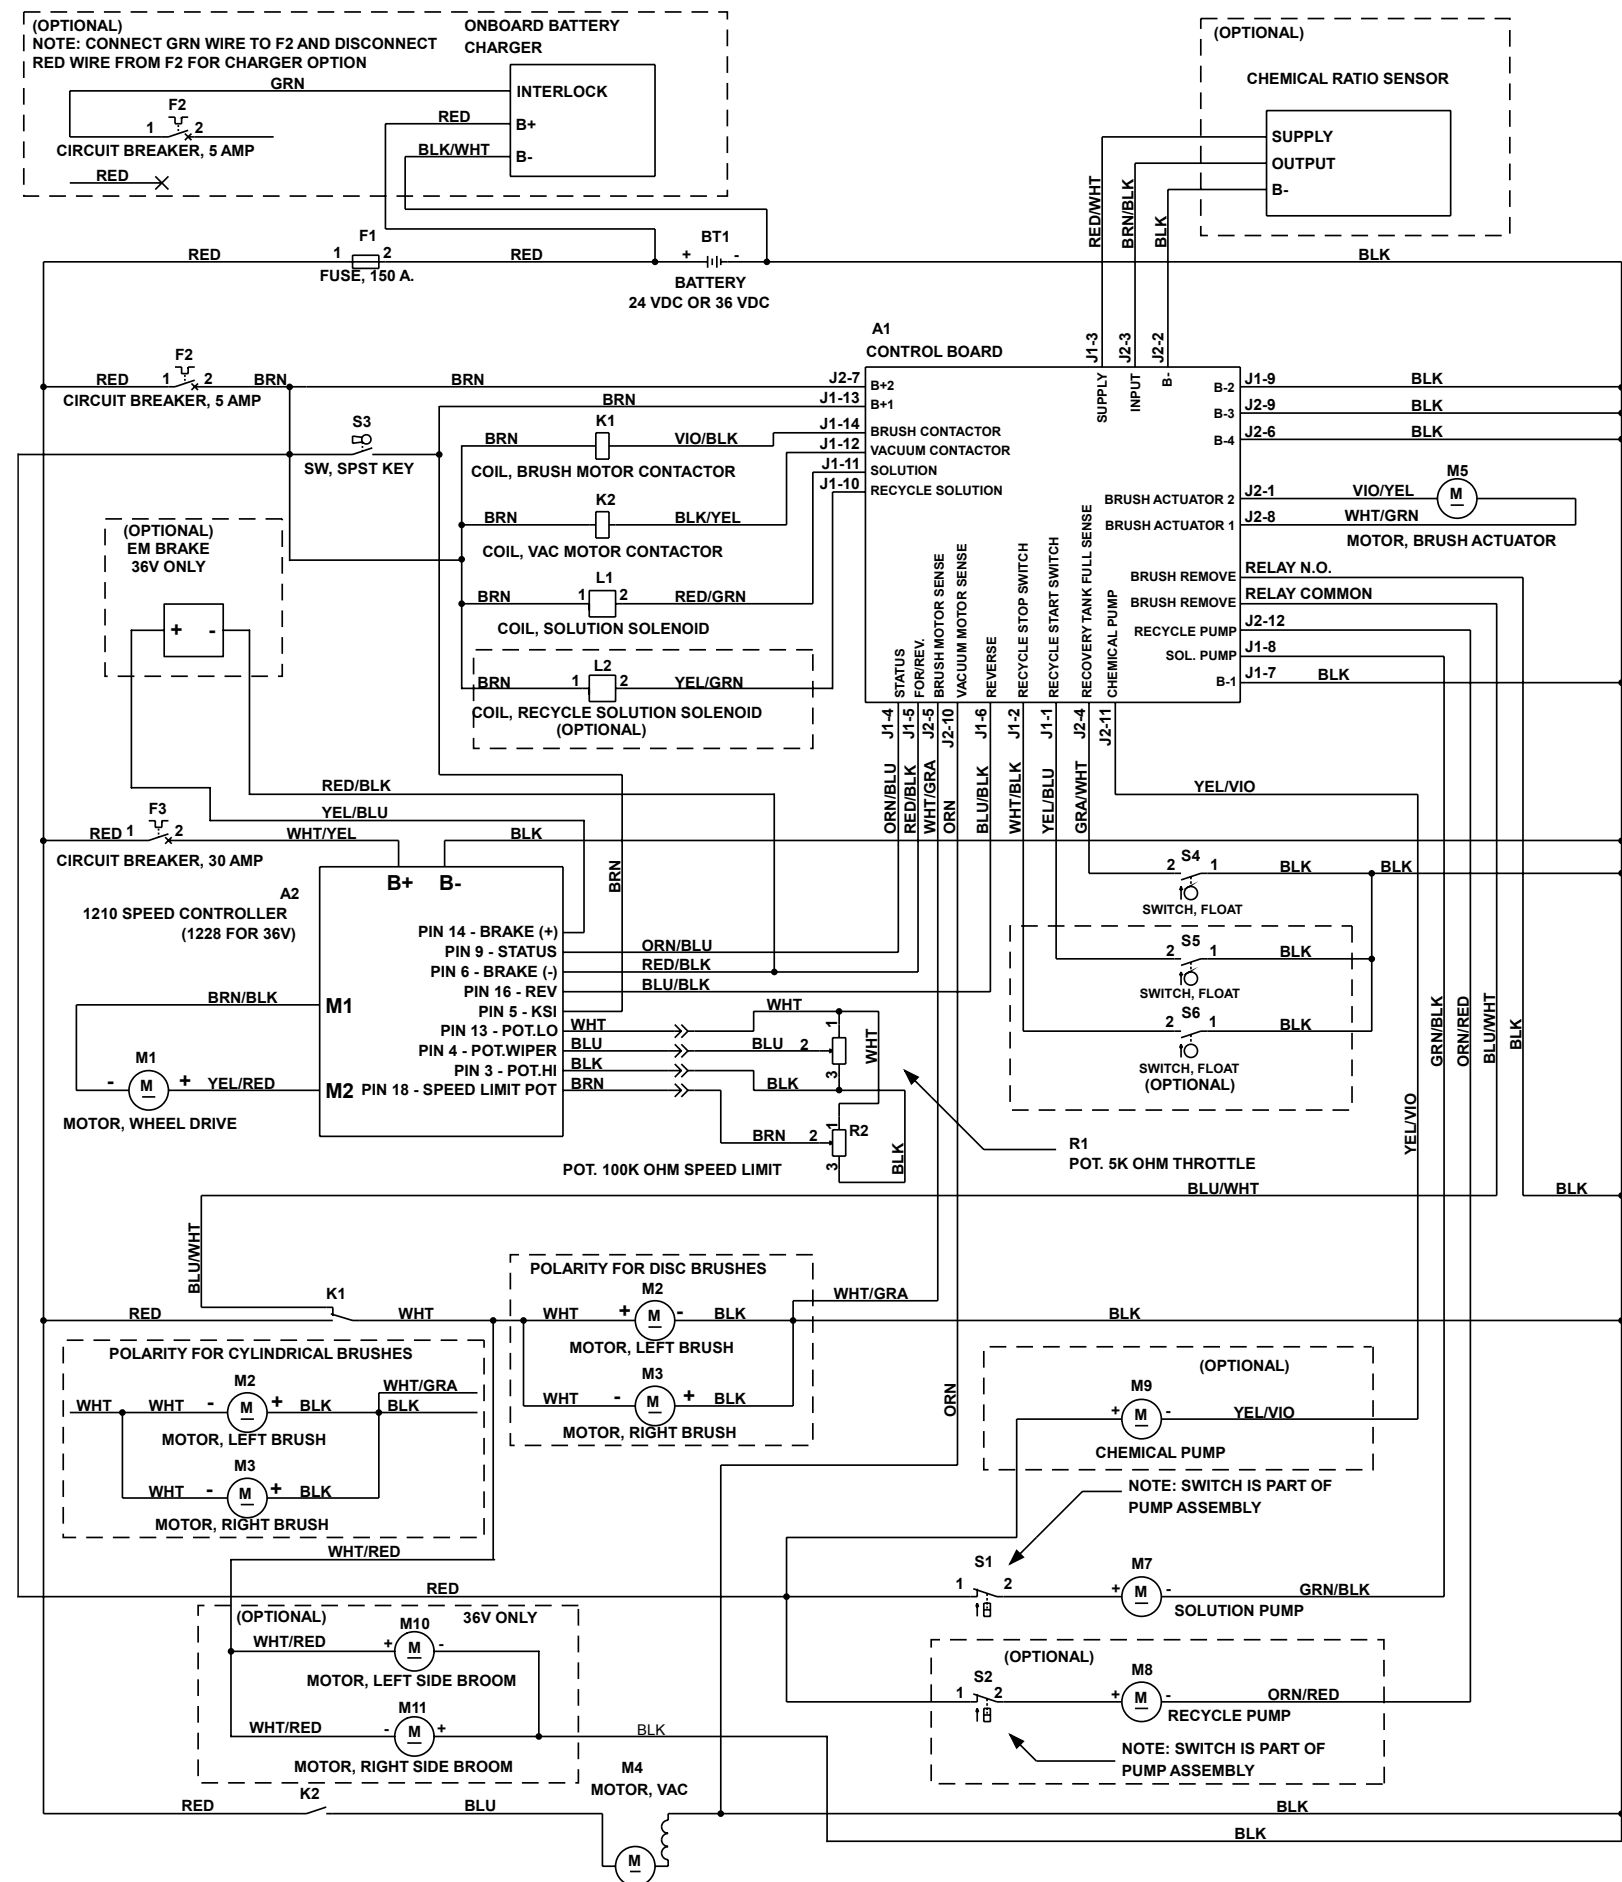 (OPTIONAL)
NOTE: CONNECT GRN WIRE TO F2 AND DISCONNECT
RED WIRE FROM F2 FOR CHARGER OPTION
ONBOARD BATTERY
CHARGER
GRN
INTERLOCK
F2
1 2
CIRCUIT BREAKER, 5 AMP
RED
RED
B+
BLK/WHT
B-
(OPTIONAL)
CHEMICAL RATIO SENSOR
SUPPLY
OUTPUT
B-
RED/WHT
BRN/BLK
BLK
RED
F1
1 2
FUSE, 150 A.
RED
BT1
+ -
BATTERY
24 VDC OR 36 VDC
BLK
A1
CONTROL BOARD
J1-3
J2-3
J2-2
SUPPLY
INPUT
B-
RED
F2
1 2
BRN
CIRCUIT BREAKER, 5 AMP
BRN
J2-7
B+2
BRN
J1-13
B+1
S3
SW, SPST KEY
BRN
K1
VIO/BLK
J1-14
BRUSH CONTACTOR
COIL, BRUSH MOTOR CONTACTOR
J1-12
VACUUM CONTACTOR
J1-11
SOLUTION
J1-10
RECYCLE SOLUTION
BRN
K2
BLK/YEL
COIL, VAC MOTOR CONTACTOR
BRN
L1
1 2
RED/GRN
COIL, SOLUTION SOLENOID
BRN
L2
1 2
YEL/GRN
COIL, RECYCLE SOLUTION SOLENOID
(OPTIONAL)
B-2
J1-9
BLK
B-3
J2-9
BLK
B-4
J2-6
BLK
BRUSH ACTUATOR 2
J2-1
VIO/YEL
M5
M
BRUSH ACTUATOR 1
J2-8
WHT/GRN
MOTOR, BRUSH ACTUATOR
BRUSH REMOVE
RELAY N.O.
BRUSH REMOVE
RELAY COMMON
RECYCLE PUMP
J2-12
SOL. PUMP
J1-8
B-1
J1-7
BLK
STATUS
FOR/REV.
BRUSH MOTOR SENSE
VACUUM MOTOR SENSE
REVERSE
RECYCLE STOP SWITCH
RECYCLE START SWITCH
RECOVERY TANK FULL SENSE
CHEMICAL PUMP
J1-4
J1-5
J2-5
J2-10
J1-6
J1-2
J1-1
J2-4
J2-11
ORN/BLU
RED/BLK
WHT/GRA
ORN
BLU/BLK
WHT/BLK
YEL/BLU
GRA/WHT
YEL/VIO
(OPTIONAL)
EM BRAKE
36V ONLY
+ -
RED/BLK
YEL/BLU
RED
F3
1 2
WHT/YEL
BLK
CIRCUIT BREAKER, 30 AMP
BRN
A2
1210 SPEED CONTROLLER
(1228 FOR 36V)
B+ B-
PIN 14 - BRAKE (+)
PIN 9 - STATUS
ORN/BLU
PIN 6 - BRAKE (-)
RED/BLK
PIN 16 - REV
BLU/BLK
PIN 5 - KSI
PIN 13 - POT.LO
WHT
WHT
PIN 4 - POT.WIPER
BLU
BLU
PIN 3 - POT.HI
BLK
BLK
PIN 18 - SPEED LIMIT POT
BRN
BRN
M1
M2
BRN/BLK
M1
- M +
YEL/RED
MOTOR, WHEEL DRIVE
1
2
3
WHT
1
2
3
R2
BLK
POT. 100K OHM SPEED LIMIT
R1
POT. 5K OHM THROTTLE
S4
2 1
BLK
BLK
SWITCH, FLOAT
S5
2 1
BLK
SWITCH, FLOAT
S6
2 1
BLK
SWITCH, FLOAT
(OPTIONAL)
YEL/VIO
GRN/BLK
ORN/RED
BLU/WHT
BLK
BLU/WHT
BLK
BLU/WHT
RED
K1
WHT
POLARITY FOR DISC BRUSHES
M2
WHT
+ M -
BLK
MOTOR, LEFT BRUSH
M3
WHT
- M +
BLK
MOTOR, RIGHT BRUSH
WHT/GRA
BLK
POLARITY FOR CYLINDRICAL BRUSHES
M2
WHT
WHT
- M +
BLK
WHT/GRA
BLK
MOTOR, LEFT BRUSH
M3
WHT
- M +
BLK
MOTOR, RIGHT BRUSH
WHT/RED
ORN
(OPTIONAL)
M9
+ M -
YEL/VIO
CHEMICAL PUMP
NOTE: SWITCH IS PART OF
PUMP ASSEMBLY
RED
S1
1 2
M7
+ M -
GRN/BLK
SOLUTION PUMP
(OPTIONAL)
S2
1 2
M8
+ M -
ORN/RED
RECYCLE PUMP
NOTE: SWITCH IS PART OF
PUMP ASSEMBLY
(OPTIONAL)
36V ONLY
M10
WHT/RED
+ M -
MOTOR, LEFT SIDE BROOM
M11
WHT/RED
- M +
BLK
MOTOR, RIGHT SIDE BROOM
M4
MOTOR, VAC
RED
K2
BLU
M
BLK
BLK